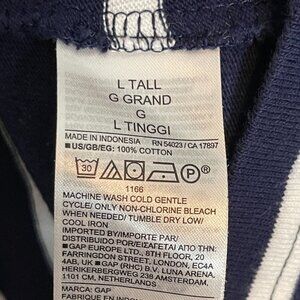 L TALL
G GRAND
G
L TINGGI
MADE IN INDONESIA RN 54023 / CA 17897
■US/GB/EG: 100% COTTON
30 P
1166
MACHINE WASH COLD GENTLE
CYCLE/ ONLY NON-CHLORINE BLEACH
WHEN NEEDED/ TUMBLE DRY LOW/
COOL IRON
IMPORTED BY/IMPORTE PAR/
DISTRIBUIDO POR/ΕΙΣΑΓΕΤΑΙ ΑΠΟ ΤΗΝ:
■GAP EUROPE LTD., 8TH FLOOR, 20
FARRINGDON STREET, LONDON, EC4A
4AB, UK ■GAP (RHC) B.V. LUNA ARENA,
HERIKERBERGWEG 238 AMSTERDAM,
1101 CM, NETHERLANDS
MARCA: GAP
FABRIQUÉ EN INDON